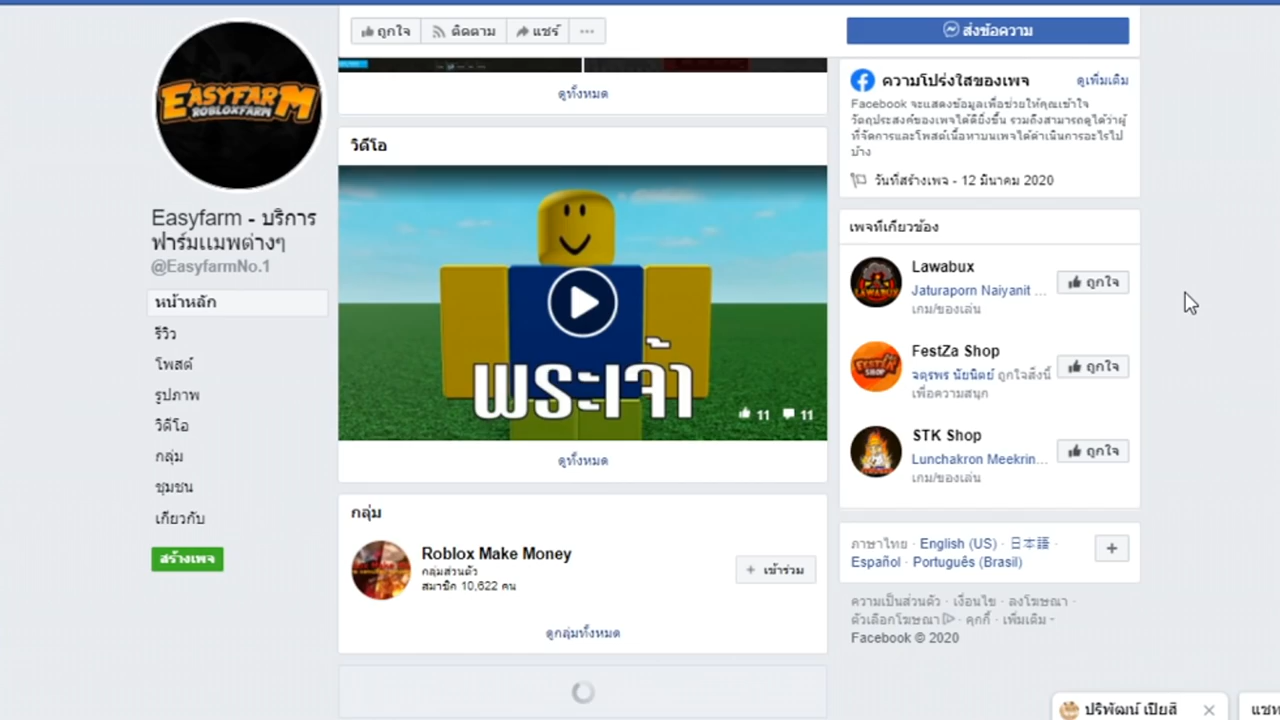 EASYFARM
ROBLOXFARM
Easyfarm - บริการ
ฟาร์มแมพต่างๆ
@EasyfarmNo.1
หน้าหลัก
รีวิว
โพสต์
รูปภาพ
วิดีโอ
กลุ่ม
ชุมชน
เกี่ยวกับ
สร้างเพจ
ถูกใจ
ติดตาม
แชร์
ดูทั้งหมด
วิดีโอ
พระเจ้า
11 11
ดูทั้งหมด
กลุ่ม
Roblox Make Money
กลุ่มส่วนตัว
สมาชิก 10,622 คน
+ เข้าร่วม
ดูกลุ่มทั้งหมด
ส่งข้อความ
ความโปร่งใสของเพจ ดูเพิ่มเติม
Facebook จะแสดงข้อมูลเพื่อช่วยให้คุณเข้าใจ
วัตถุประสงค์ของเพจได้ดียิ่งขึ้น รวมถึงสามารถดูได้ว่าผู้
ที่จัดการและโพสต์เนื้อหาบนเพจได้ดำเนินการอะไรไป
บ้าง
วันที่สร้างเพจ - 12 มีนาคม 2020
เพจที่เกี่ยวข้อง
Lawabux
Jaturaporn Naiyanit ...
เกม/ของเล่น
ถูกใจ
FestZa Shop
จตุรพร นัยนิตย์ ถูกใจสิ่งนี้
เพื่อความสนุก
ถูกใจ
STK Shop
Lunchakron Meekrin...
เกม/ของเล่น
ถูกใจ
ภาษาไทย · English (US) · 日本語 ·
Español · Português (Brasil)
+
ความเป็นส่วนตัว · เงื่อนไข · ลงโฆษณา ·
ตัวเลือกโฆษณา · คุกกี้ · เพิ่มเติม
Facebook © 2020
ปริพัฒน์ เปียสิ
แชท